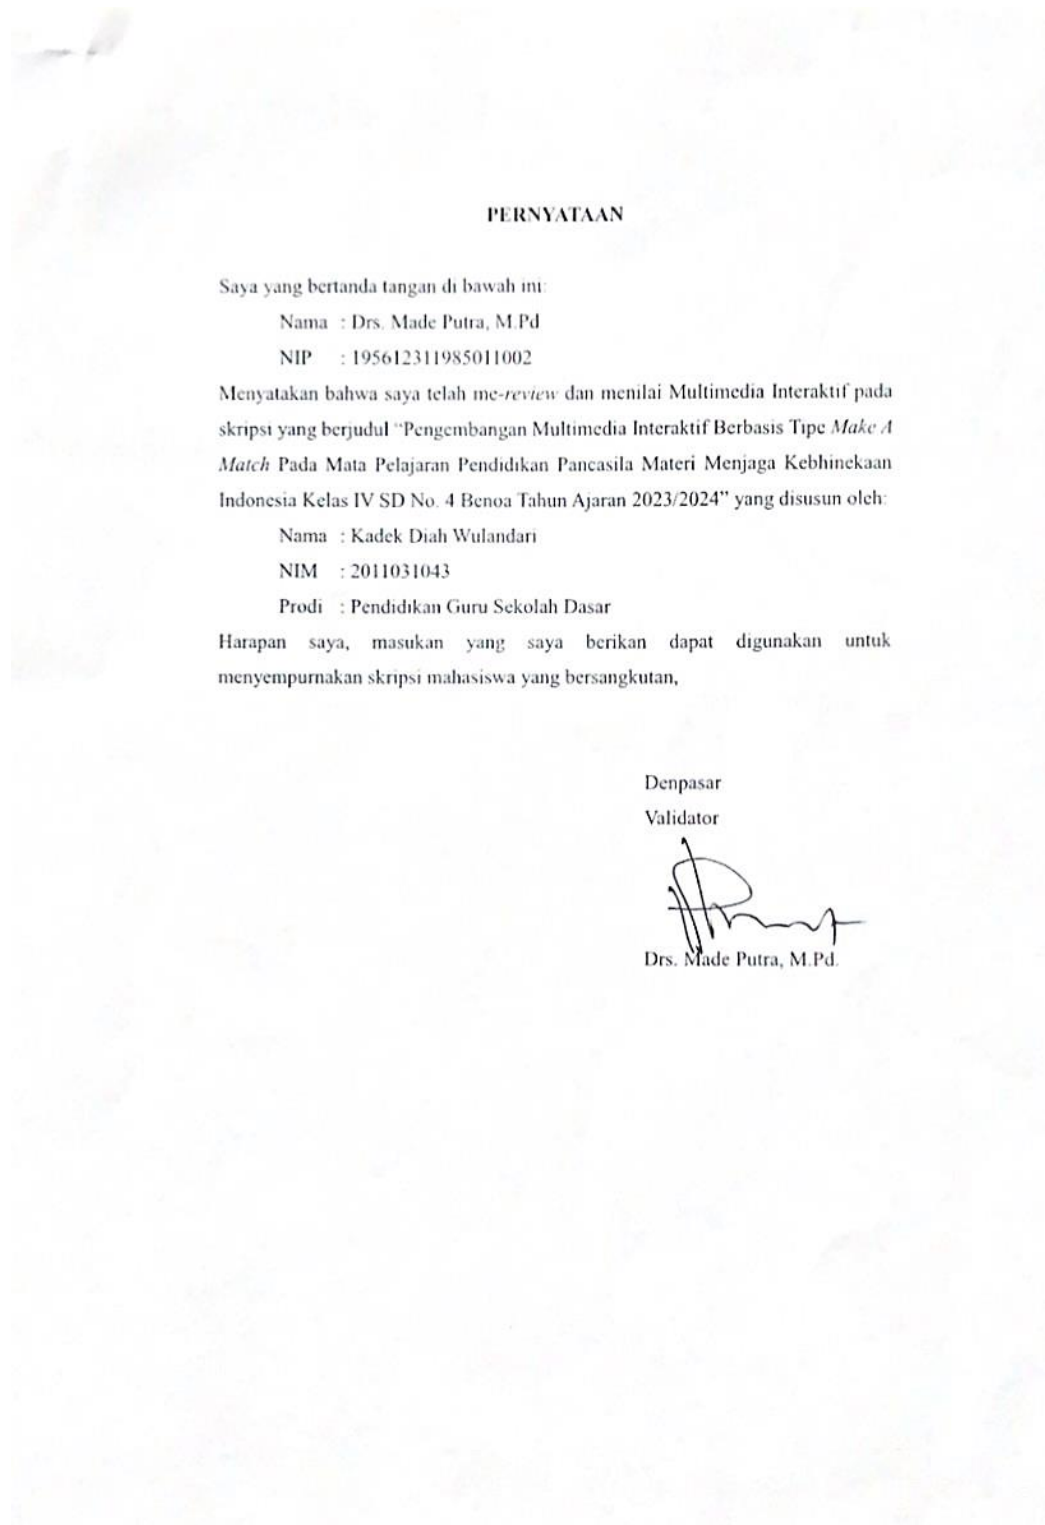 PERNYATAAN
Saya yang bertanda tangan di bawah ini:
Nama : Drs. Made Putra, M.Pd
NIP : 195612311985011002
Menyatakan bahwa saya telah me-review dan menilai Multimedia Interaktif pada
skripsi yang berjudul “Pengembangan Multimedia Interaktif Berbasis Tipe Make A
Match Pada Mata Pelajaran Pendidikan Pancasila Materi Menjaga Kebhinekaan
Indonesia Kelas IV SD No. 4 Benoa Tahun Ajaran 2023/2024” yang disusun oleh:
Nama : Kadek Diah Wulandari
NIM : 2011031043
Prodi : Pendidikan Guru Sekolah Dasar
Harapan saya, masukan yang saya berikan dapat digunakan untuk
menyempurnakan skripsi mahasiswa yang bersangkutan,
Denpasar
Validator
Drs. Made Putra, M.Pd.